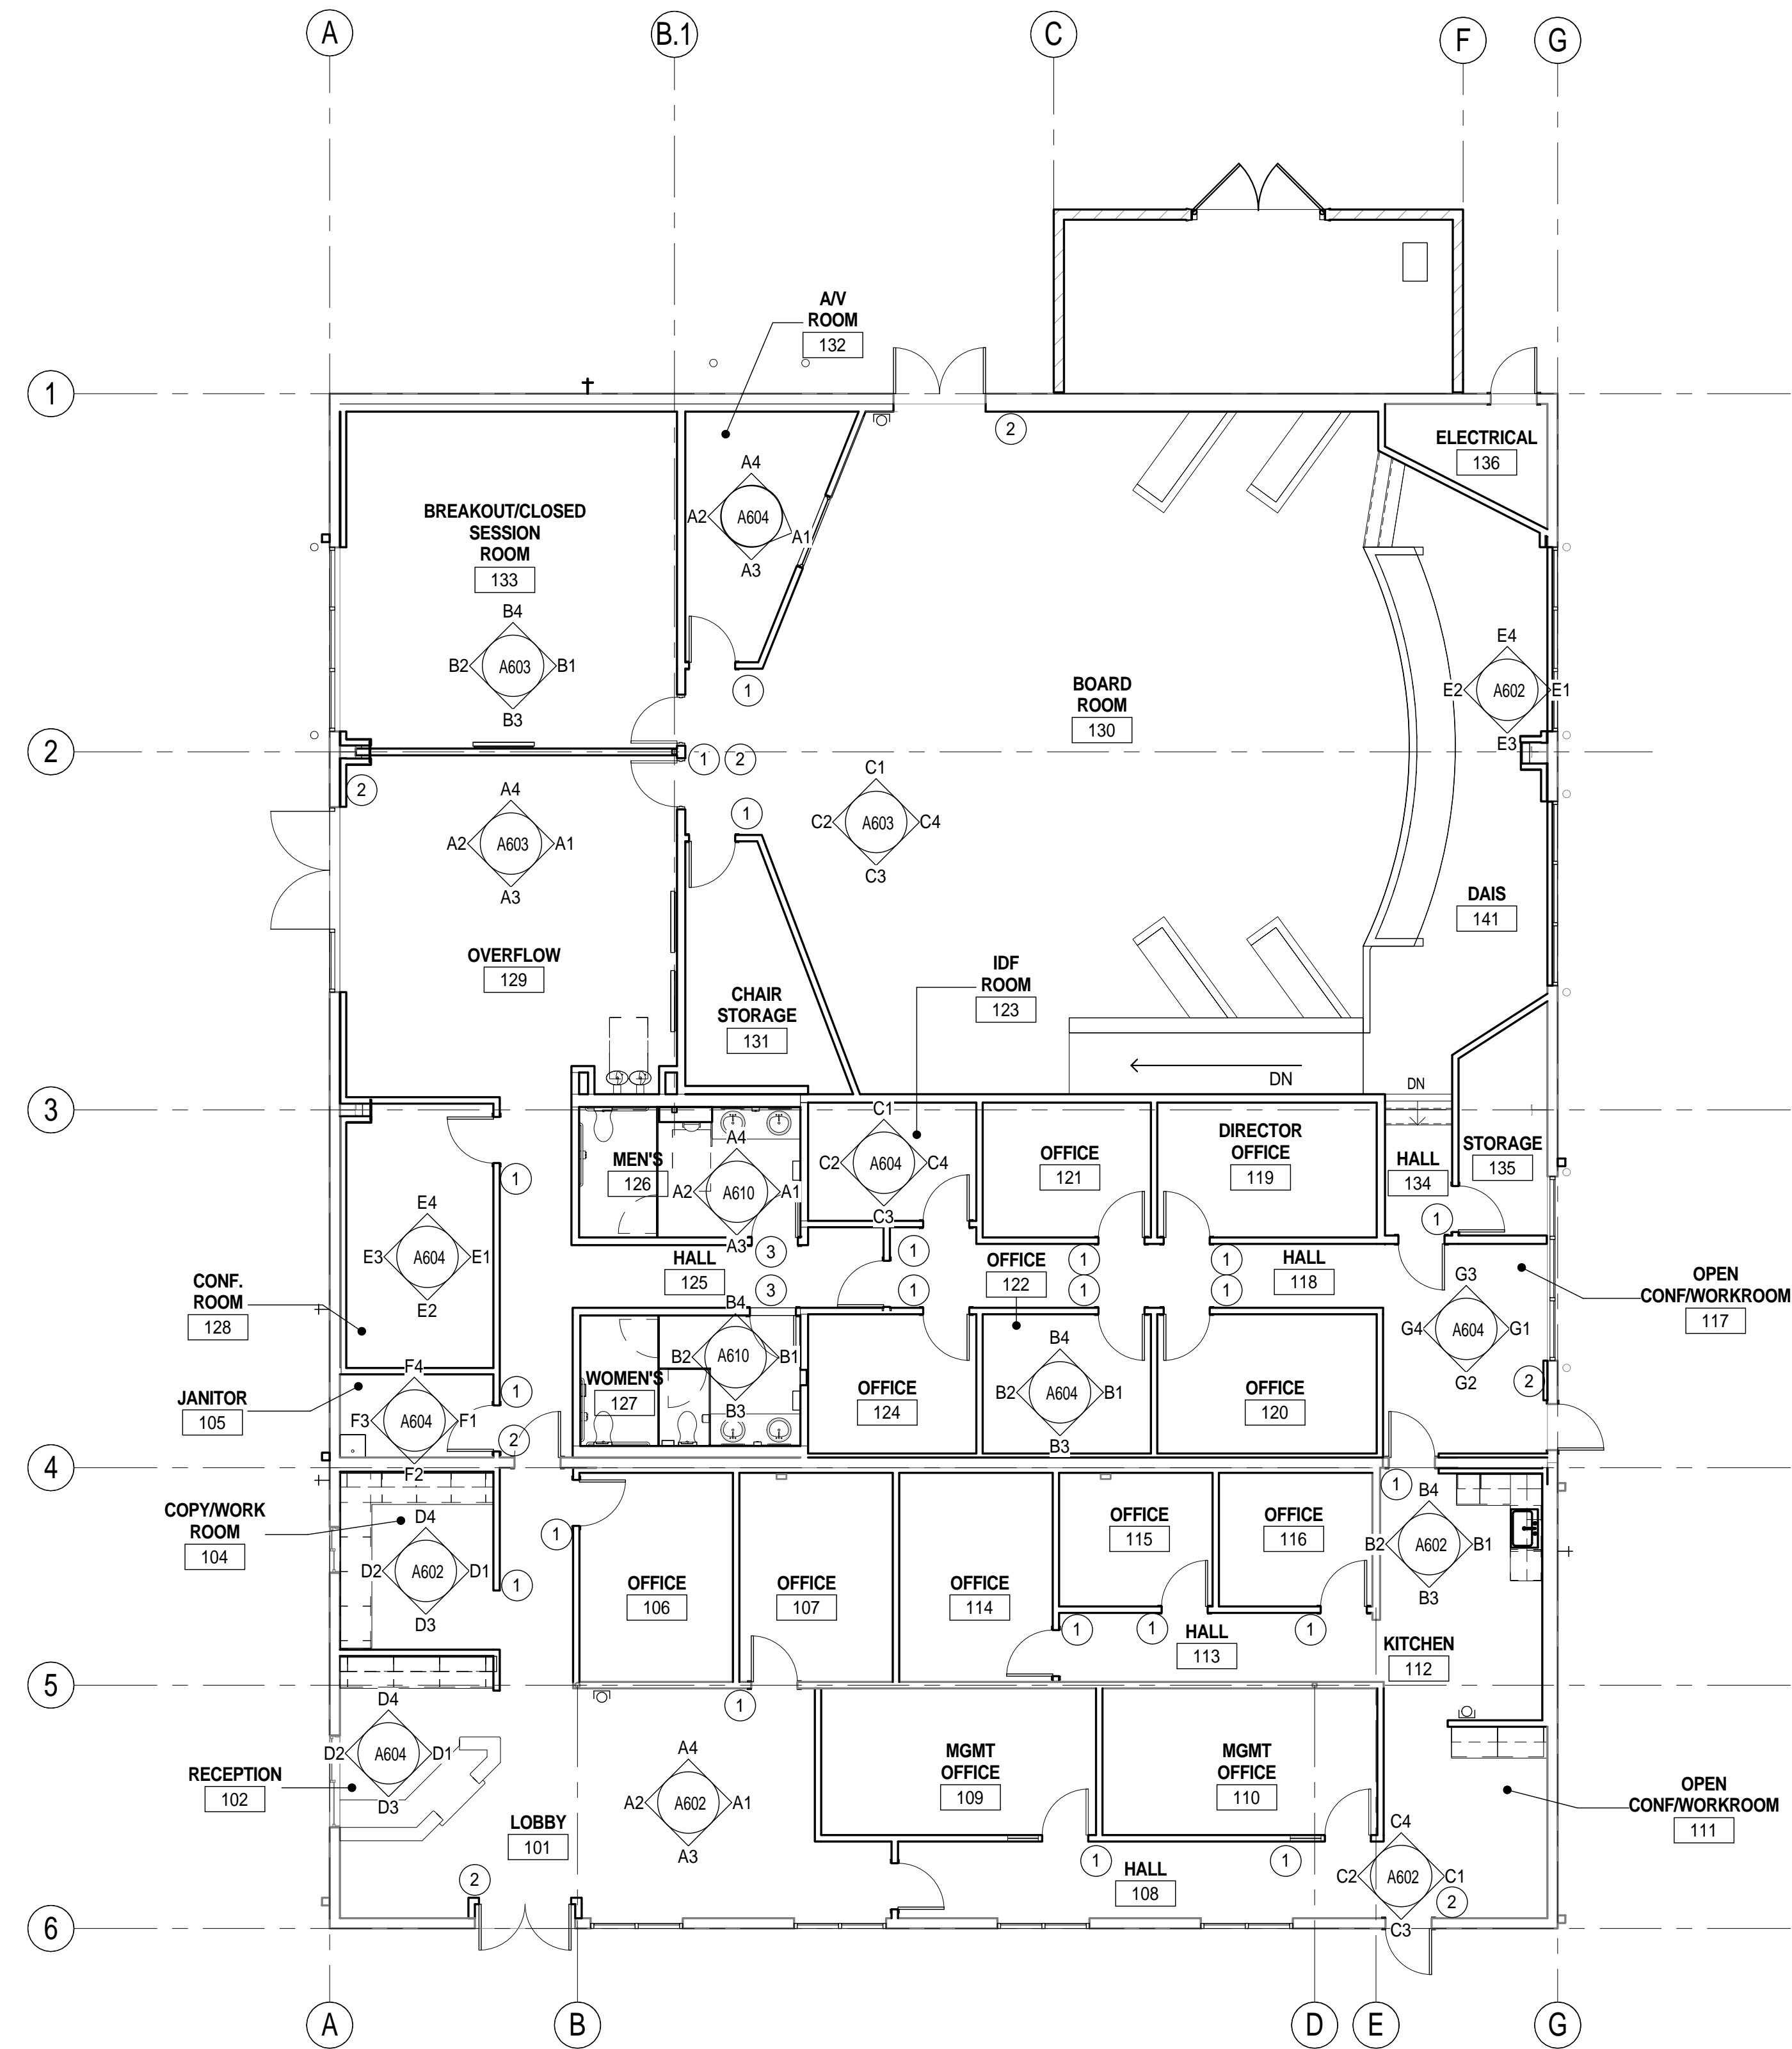 A
B.1
C
F
G
A/V
ROOM
132
1
2
ELECTRICAL
136
A4
A2
A604
A1
A3
BREAKOUT/CLOSED
SESSION
ROOM
133
B4
B2
A603
B1
B3
1
BOARD
ROOM
130
E4
E2
A602
E1
E3
2
1
2
2
A4
A2
A603
A1
A3
1
C1
C2
A603
C4
C3
DAIS
141
OVERFLOW
129
CHAIR
STORAGE
131
IDF
ROOM
123
DN
DN
3
MEN'S
126
A4
A2
A610
A1
A3
C1
C2
A604
C4
C3
OFFICE
121
DIRECTOR
OFFICE
119
HALL
134
STORAGE
135
1
1
E4
E3
A604
E1
E2
CONF.
ROOM
128
HALL
125
3
3
1
1
OFFICE
122
1
1
1
1
HALL
118
G3
G4
A604
G1
G2
OPEN
CONF/WORKROOM
117
2
JANITOR
105
F4
F3
A604
F1
F2
1
2
WOMEN'S
127
B4
B2
A610
B1
B3
OFFICE
124
B4
B2
A604
B1
B3
OFFICE
120
4
COPY/WORK
ROOM
104
D4
D2
A602
D1
D3
1
1
OFFICE
106
OFFICE
107
OFFICE
114
OFFICE
115
OFFICE
116
1
B4
B2
A602
B1
B3
1
1
1
HALL
113
KITCHEN
112
5
1
D4
D2
A604
D1
D3
RECEPTION
102
LOBBY
101
A4
A2
A602
A1
A3
MGMT
OFFICE
109
MGMT
OFFICE
110
OPEN
CONF/WORKROOM
111
2
1
1
HALL
108
C4
C2
A602
C1
C3
2
6
A
B
D
E
G